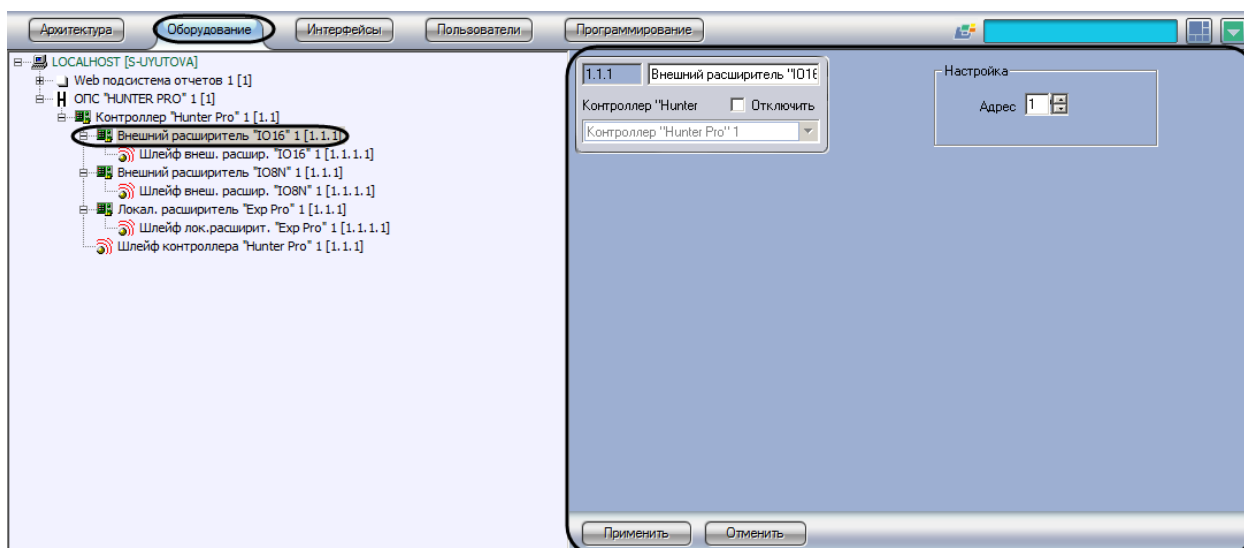 Архитектура Оборудование Интерфейсы Пользователи Программирование
LOCALHOST [S-UYUTOVA]
Web подсистема отчетов 1 [1]
ОПС "HUNTER PRO" 1 [1]
Контроллер "Hunter Pro" 1 [1.1]
Внешний расширитель "IO16" 1 [1.1.1]
Шлейф внеш. расшир. "IO16" 1 [1.1.1.1]
Внешний расширитель "IO8N" 1 [1.1.1]
Шлейф внеш. расшир. "IO8N" 1 [1.1.1.1]
Локал. расширитель "Exp Pro" 1 [1.1.1]
Шлейф лок.расширит. "Exp Pro" 1 [1.1.1.1]
Шлейф контроллера "Hunter Pro" 1 [1.1.1]
1.1.1 Внешний расширитель "IO16
Контроллер "Hunter Отключить
Контроллер "Hunter Pro" 1
Настройка
Адрес 1
Применить Отменить